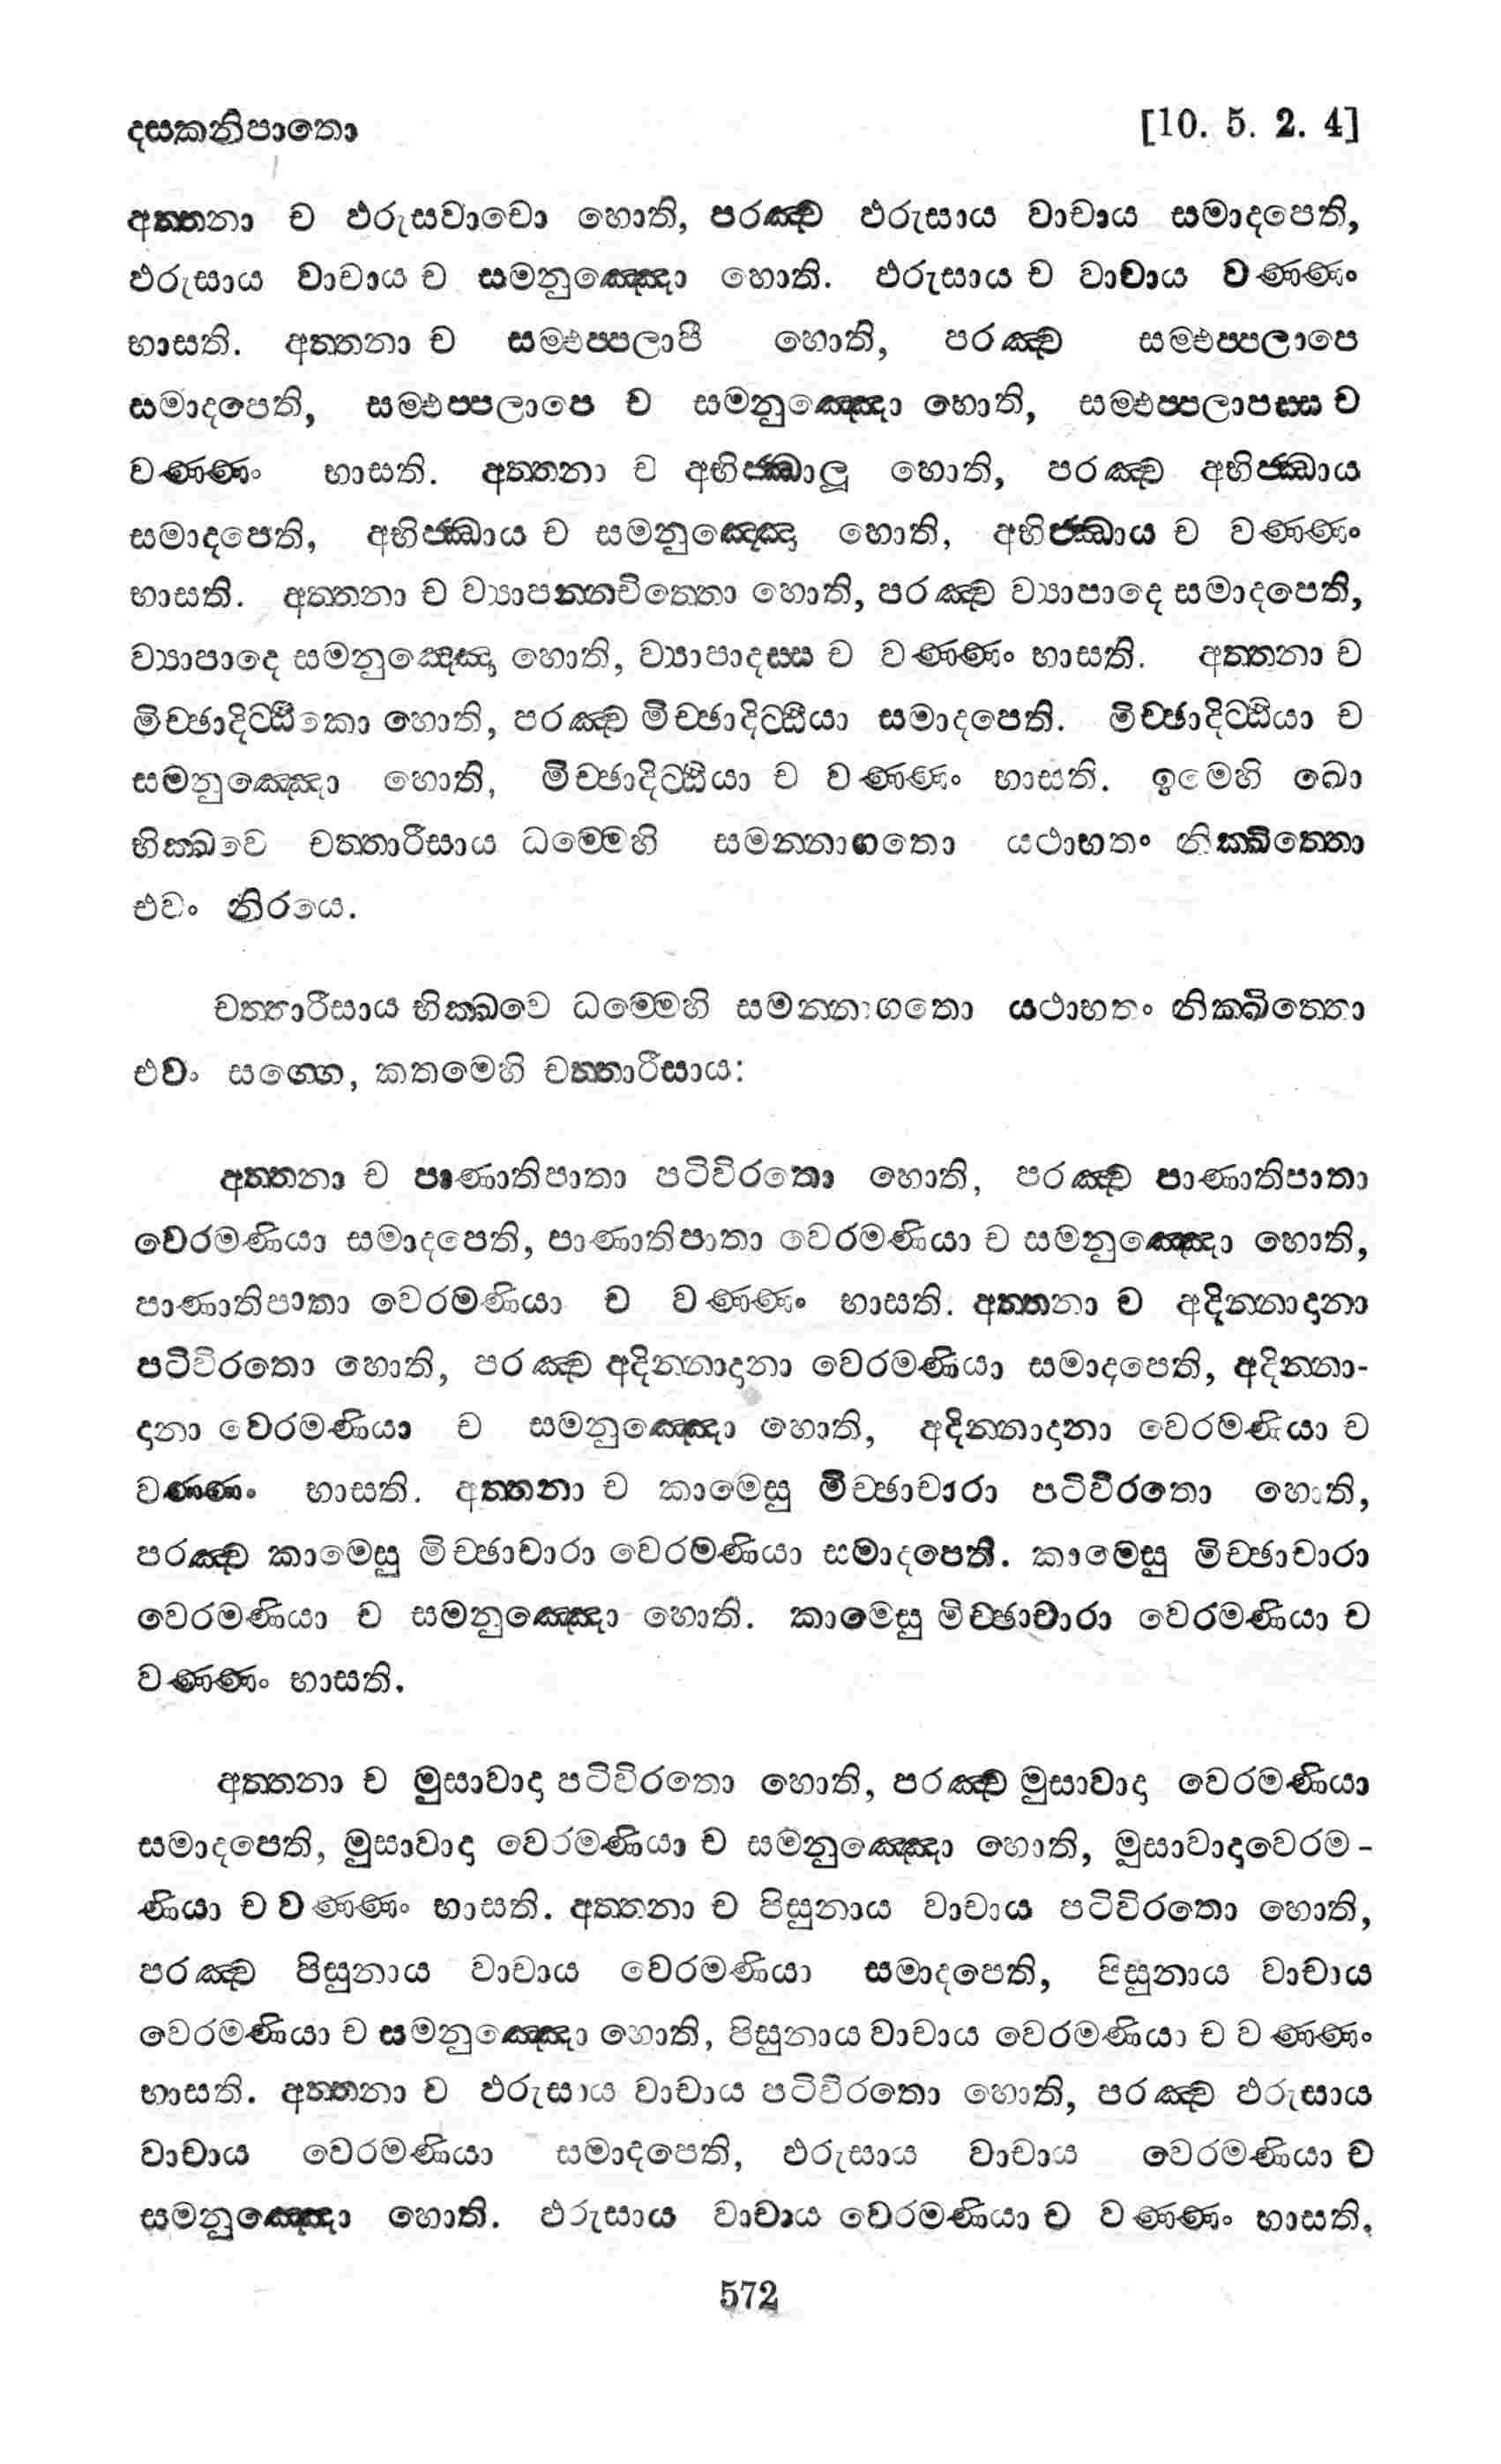 දසකනිපාතො [10. 5. 2. 4]
අත්තනා ච ඵරුසවාචො හොති, පරඤ්ච ඵරුසාය වාචාය සමාදපෙති,
ඵරුසාය වාචාය ච සමනුඤ්ඤො හොති. ඵරුසාය ච වාචාය වණ්ණං
භාසති. අත්තනා ච සම්ඵප්පලාපී හොති, පරඤ්ච සම්ඵප්පලාපෙ
සමාදපෙති, සම්ඵප්පලාපෙ ච සමනුඤ්ඤො හොති, සම්ඵප්පලාපස්ස ච
වණ්ණං භාසති. අත්තනා ච අභිජ්ඣාලූ හොති, පරඤ්ච අභිජ්ඣාය
සමාදපෙති, අභිජ්ඣාය ච සමනුඤ්ඤො හොති, අභිජ්ඣාය ච වණ්ණං
භාසති. අත්තනා ච ව්‍යාපන්නචිත්තො හොති, පරඤ්ච ව්‍යාපාදෙ සමාදපෙති,
ව්‍යාපාදෙ සමනුඤ්ඤො හොති, ව්‍යාපාදස්ස ච වණ්ණං භාසති. අත්තනා ච
මිච්ඡාදිට්ඨිකො හොති, පරඤ්ච මිච්ඡාදිට්ඨියා සමාදපෙති. මිච්ඡාදිට්ඨියා ච
සමනුඤ්ඤො හොති, මිච්ඡාදිට්ඨියා ච වණ්ණං භාසති. ඉමෙහි ඛො
භික්ඛවෙ චත්තාරීසාය ධම්මෙහි සමන්නාගතො යථාභතං නික්ඛිත්තො
එවං නිරයෙ.
චත්තාරීසාය භික්ඛවෙ ධම්මෙහි සමන්නාගතො යථාභතං නික්ඛිත්තො
එවං සග්ගෙ, කතමෙහි චත්තාරීසාය:
අත්තනා ච පාණාතිපාතා පටිවිරතො හොති, පරඤ්ච පාණාතිපාතා
වෙරමණියා සමාදපෙති, පාණාතිපාතා වෙරමණියා ච සමනුඤ්ඤො හොති,
පාණාතිපාතා වෙරමණියා ච වණ්ණං භාසති. අත්තනා ච අදින්නාදානා
පටිවිරතො හොති, පරඤ්ච අදින්නාදානා වෙරමණියා සමාදපෙති, අදින්නා-
දානා වෙරමණියා ච සමනුඤ්ඤො හොති, අදින්නාදානා වෙරමණියා ච
වණ්ණං භාසති. අත්තනා ච කාමෙසු මිච්ඡාචාරා පටිවිරතො හොති,
පරඤ්ච කාමෙසු මිච්ඡාචාරා වෙරමණියා සමාදපෙති. කාමෙසු මිච්ඡාචාරා
වෙරමණියා ච සමනුඤ්ඤො හොති. කාමෙසු මිච්ඡාචාරා වෙරමණියා ච
වණ්ණං භාසති.
අත්තනා ච මුසාවාදා පටිවිරතො හොති, පරඤ්ච මුසාවාදා වෙරමණියා
සමාදපෙති, මුසාවාදා වෙරමණියා ච සමනුඤ්ඤො හොති, මුසාවාදාවෙරම-
ණියා ච වණ්ණං භාසති. අත්තනා ච පිසුනාය වාචාය පටිවිරතො හොති,
පරඤ්ච පිසුනාය වාචාය වෙරමණියා සමාදපෙති, පිසුනාය වාචාය
වෙරමණියා ච සමනුඤ්ඤො හොති, පිසුනාය වාචාය වෙරමණියා ච වණ්ණං
භාසති. අත්තනා ච ඵරුසාය වාචාය පටිවිරතො හොති, පරඤ්ච ඵරුසාය
වාචාය වෙරමණියා සමාදපෙති, ඵරුසාය වාචාය වෙරමණියා ච
සමනුඤ්ඤො හොති. ඵරුසාය වාචාය වෙරමණියා ච වණ්ණං භාසති,
572